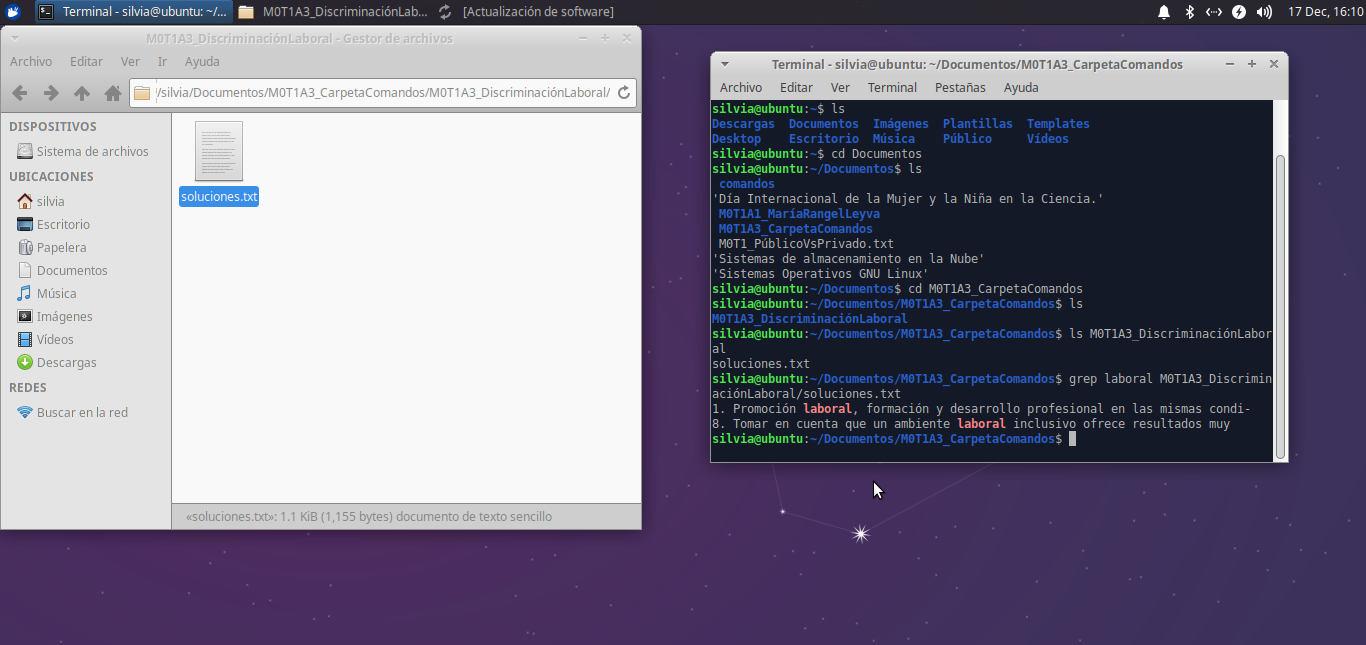 Terminal - silvia@ubuntu: ~/... M0T1A3_DiscriminaciónLab... [Actualización de software] 17 Dec, 16:10
M0T1A3_DiscriminaciónLaboral - Gestor de archivos
Archivo Editar Ver Ir Ayuda
/silvia/Documentos/M0T1A3_CarpetaComandos/M0T1A3_DiscriminaciónLaboral/
DISPOSITIVOS
Sistema de archivos
UBICACIONES
silvia
Escritorio
Papelera
Documentos
Música
Imágenes
Vídeos
Descargas
REDES
Buscar en la red
soluciones.txt
«soluciones.txt»: 1.1 KiB (1,155 bytes) documento de texto sencillo
Terminal - silvia@ubuntu: ~/Documentos/M0T1A3_CarpetaComandos
Archivo Editar Ver Terminal Pestañas Ayuda
silvia@ubuntu:~$ ls
Descargas Documentos Imágenes Plantillas Templates
Desktop Escritorio Música Público Vídeos
silvia@ubuntu:~$ cd Documentos
silvia@ubuntu:~/Documentos$ ls
comandos
'Día Internacional de la Mujer y la Niña en la Ciencia.'
M0T1A1_MaríaRangelLeyva
M0T1A3_CarpetaComandos
M0T1_PúblicoVsPrivado.txt
'Sistemas de almacenamiento en la Nube'
'Sistemas Operativos GNU Linux'
silvia@ubuntu:~/Documentos$ cd M0T1A3_CarpetaComandos
silvia@ubuntu:~/Documentos/M0T1A3_CarpetaComandos$ ls
M0T1A3_DiscriminaciónLaboral
silvia@ubuntu:~/Documentos/M0T1A3_CarpetaComandos$ ls M0T1A3_DiscriminaciónLabor
al
soluciones.txt
silvia@ubuntu:~/Documentos/M0T1A3_CarpetaComandos$ grep laboral M0T1A3_Discrimin
aciónLaboral/soluciones.txt
1. Promoción laboral, formación y desarrollo profesional en las mismas condi-
8. Tomar en cuenta que un ambiente laboral inclusivo ofrece resultados muy
silvia@ubuntu:~/Documentos/M0T1A3_CarpetaComandos$